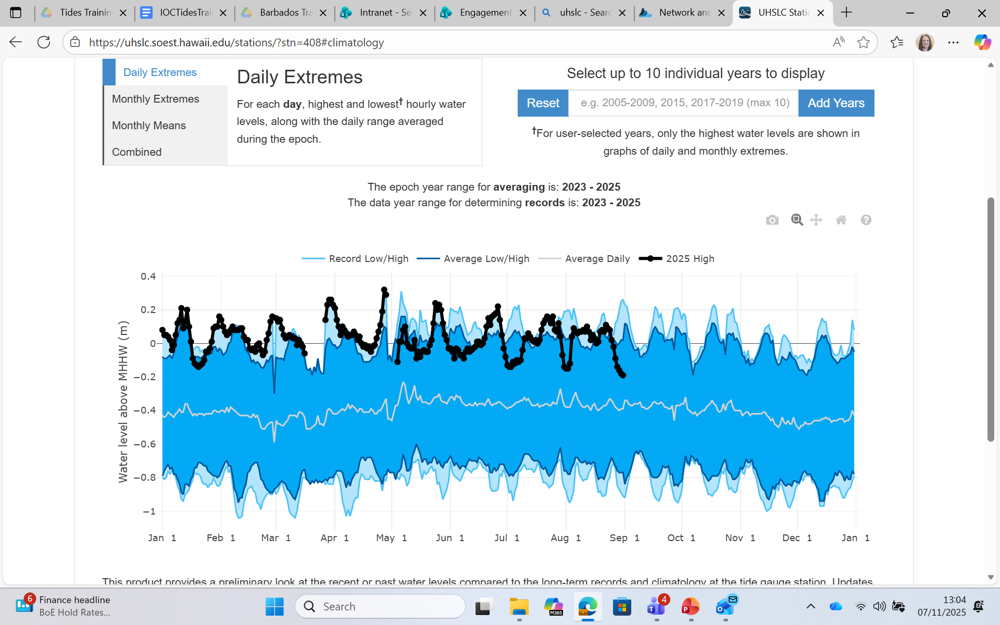 Tides Trainin
IOCTidesTrai
Barbados Tra
Intranet - Se
Engagement
uhslc - Searc
Network and
UHSLC Static
https://uhslc.soest.hawaii.edu/stations/?stn=408#climatology
Daily Extremes
Monthly Extremes
Monthly Means
Combined
Daily Extremes
For each day, highest and lowest† hourly water
levels, along with the daily range averaged
during the epoch.
Select up to 10 individual years to display
Reset
e.g. 2005-2009, 2015, 2017-2019 (max 10)
Add Years
†For user-selected years, only the highest water levels are shown in
graphs of daily and monthly extremes.
The epoch year range for averaging is: 2023 - 2025
The data year range for determining records is: 2023 - 2025
Record Low/High
Average Low/High
Average Daily
2025 High
Water level above MHHW (m)
0.4
0.2
0
−0.2
−0.4
−0.6
−0.8
−1
Jan 1
Feb 1
Mar 1
Apr 1
May 1
Jun 1
Jul 1
Aug 1
Sep 1
Oct 1
Nov 1
Dec 1
Jan 1
This product provides a preliminary look at the recent or past water levels compared to the long-term records and climatology at the tide gauge station. Updates
6
Finance headline
BoE Hold Rates...
Search
M365
4
13:04
07/11/2025